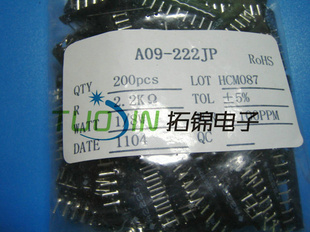 A09-222JP RoHS
QTY 200pcs LOT HCM087
R 2.2KΩ TOL ±5%
WATT PPM
DATE 1104 QC
TUOJIN 拓锦电子